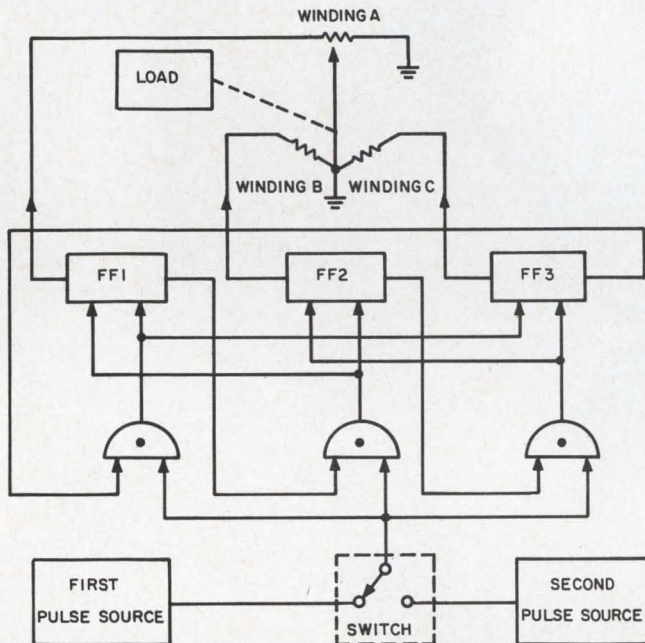 WINDING A
LOAD
WINDING B
WINDING C
FF1
FF2
FF3
FIRST
PULSE SOURCE
SWITCH
SECOND
PULSE SOURCE